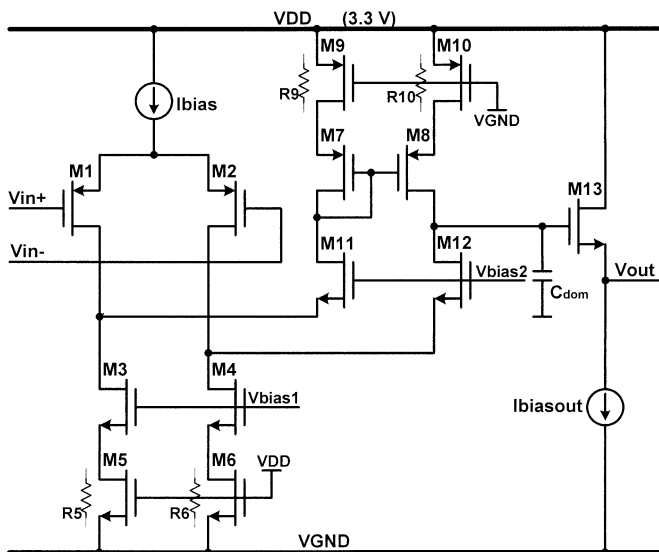 VDD (3.3 V)
M9
M10
R9
R10
Ibias
VGND
M1
M2
M7
M8
M13
Vin+
Vin-
M11
M12
Vbias2
Cdom
Vout
M3
M4
Vbias1
Ibiasout
M5
M6
VDD
R5
R6
VGND